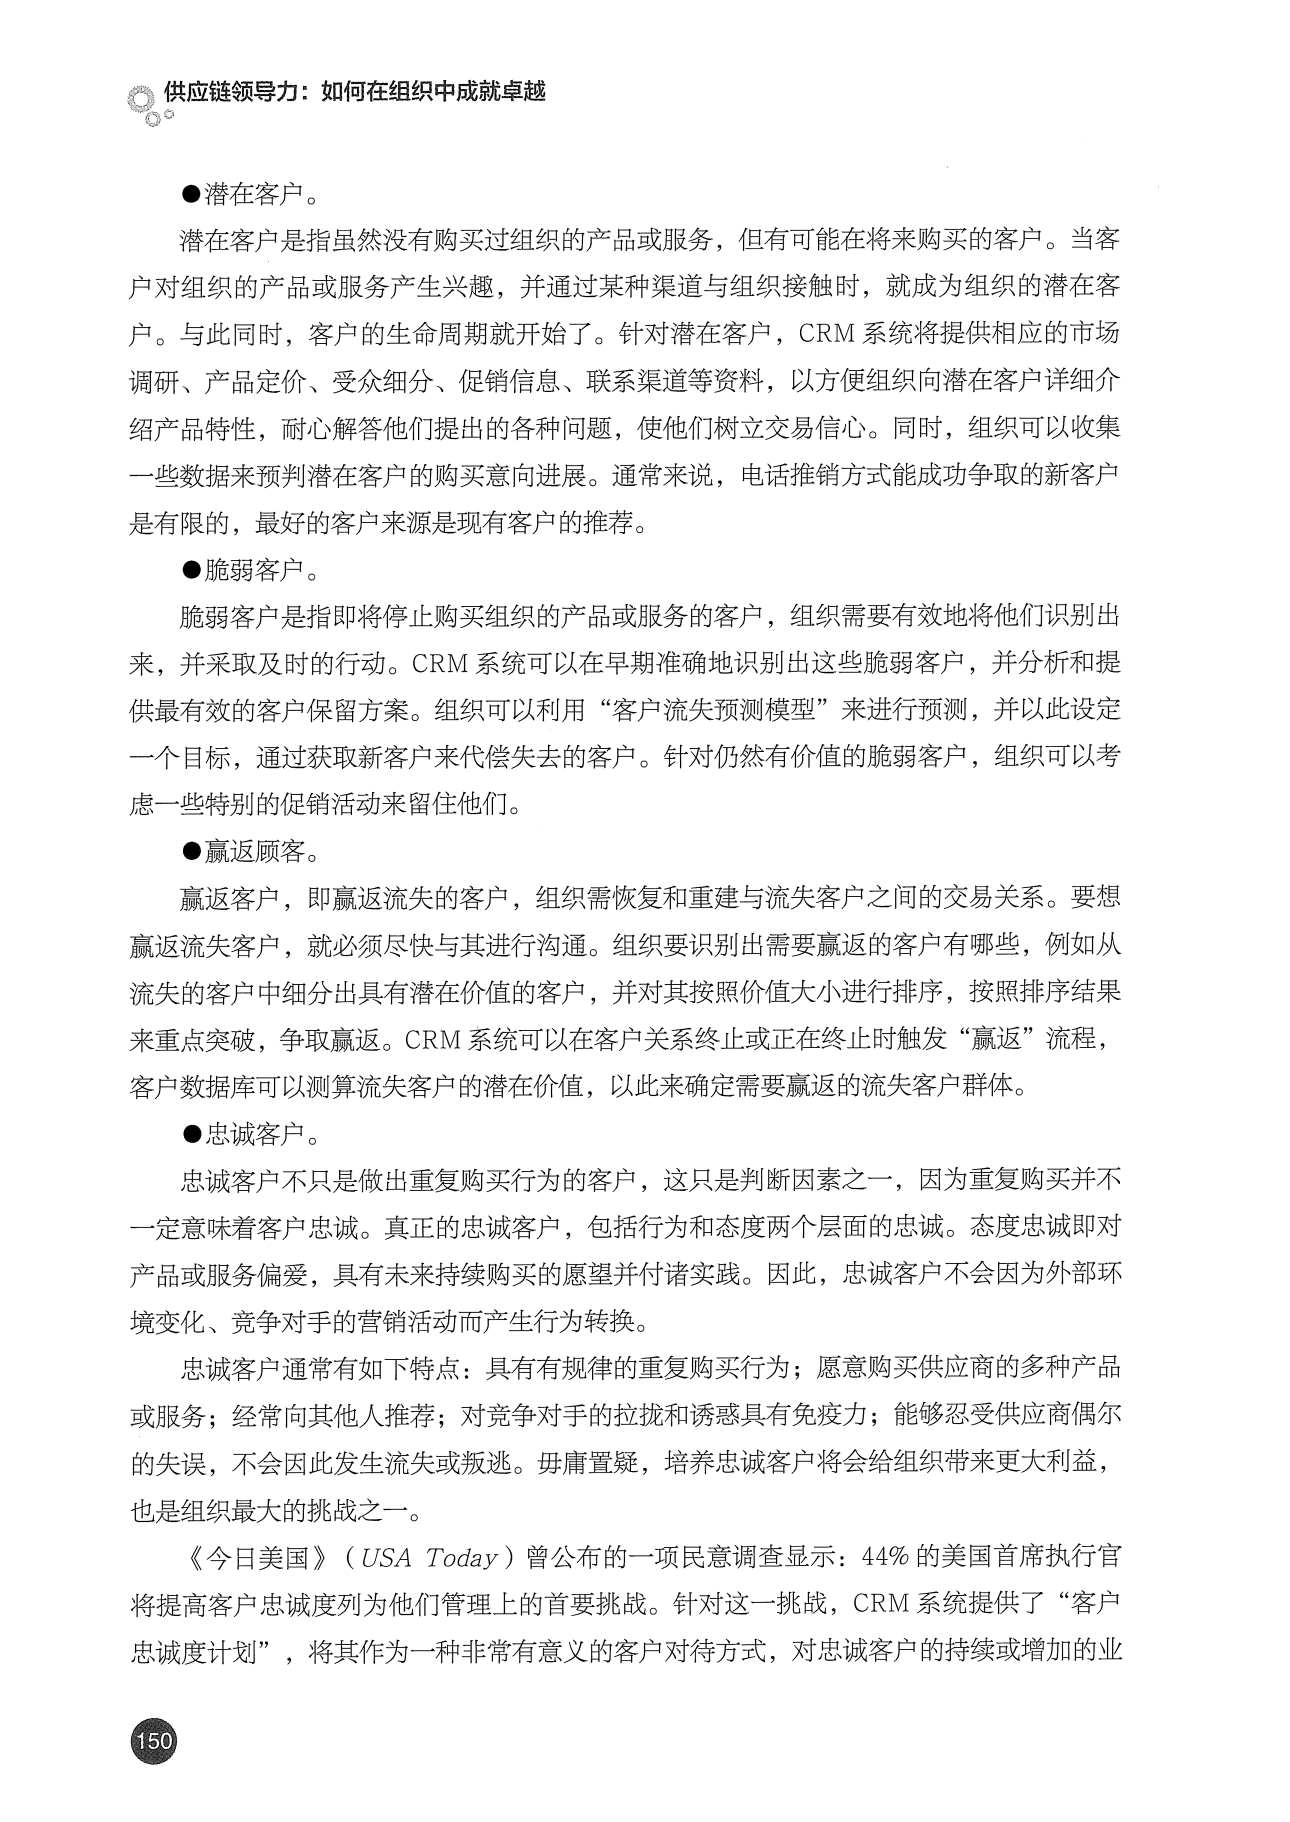 供应链领导力：如何在组织中成就卓越
●潜在客户。
潜在客户是指虽然没有购买过组织的产品或服务，但有可能在将来购买的客户。当客
户对组织的产品或服务产生兴趣，并通过某种渠道与组织接触时，就成为组织的潜在客
户。与此同时，客户的生命周期就开始了。针对潜在客户，CRM 系统将提供相应的市场
调研、产品定价、受众细分、促销信息、联系渠道等资料，以方便组织向潜在客户详细介
绍产品特性，耐心解答他们提出的各种问题，使他们树立交易信心。同时，组织可以收集
一些数据来预判潜在客户的购买意向进展。通常来说，电话推销方式能成功争取的新客户
是有限的，最好的客户来源是现有客户的推荐。
●脆弱客户。
脆弱客户是指即将停止购买组织的产品或服务的客户，组织需要有效地将他们识别出
来，并采取及时的行动。CRM 系统可以在早期准确地识别出这些脆弱客户，并分析和提
供最有效的客户保留方案。组织可以利用“客户流失预测模型”来进行预测，并以此设定
一个目标，通过获取新客户来代偿失去的客户。针对仍然有价值的脆弱客户，组织可以考
虑一些特别的促销活动来留住他们。
●赢返顾客。
赢返客户，即赢返流失的客户，组织需恢复和重建与流失客户之间的交易关系。要想
赢返流失客户，就必须尽快与其进行沟通。组织要识别出需要赢返的客户有哪些，例如从
流失的客户中细分出具有潜在价值的客户，并对其按照价值大小进行排序，按照排序结果
来重点突破，争取赢返。CRM 系统可以在客户关系终止或正在终止时触发“赢返”流程，
客户数据库可以测算流失客户的潜在价值，以此来确定需要赢返的流失客户群体。
●忠诚客户。
忠诚客户不只是做出重复购买行为的客户，这只是判断因素之一，因为重复购买并不
一定意味着客户忠诚。真正的忠诚客户，包括行为和态度两个层面的忠诚。态度忠诚即对
产品或服务偏爱，具有未来持续购买的愿望并付诸实践。因此，忠诚客户不会因为外部环
境变化、竞争对手的营销活动而产生行为转换。
忠诚客户通常有如下特点：具有有规律的重复购买行为；愿意购买供应商的多种产品
或服务；经常向其他人推荐；对竞争对手的拉拢和诱惑具有免疫力；能够忍受供应商偶尔
的失误，不会因此发生流失或叛逃。毋庸置疑，培养忠诚客户将会给组织带来更大利益，
也是组织最大的挑战之一。
《今日美国》（USA Today）曾公布的一项民意调查显示：44% 的美国首席执行官
将提高客户忠诚度列为他们管理上的首要挑战。针对这一挑战，CRM 系统提供了“客户
忠诚度计划”，将其作为一种非常有意义的客户对待方式，对忠诚客户的持续或增加的业
150